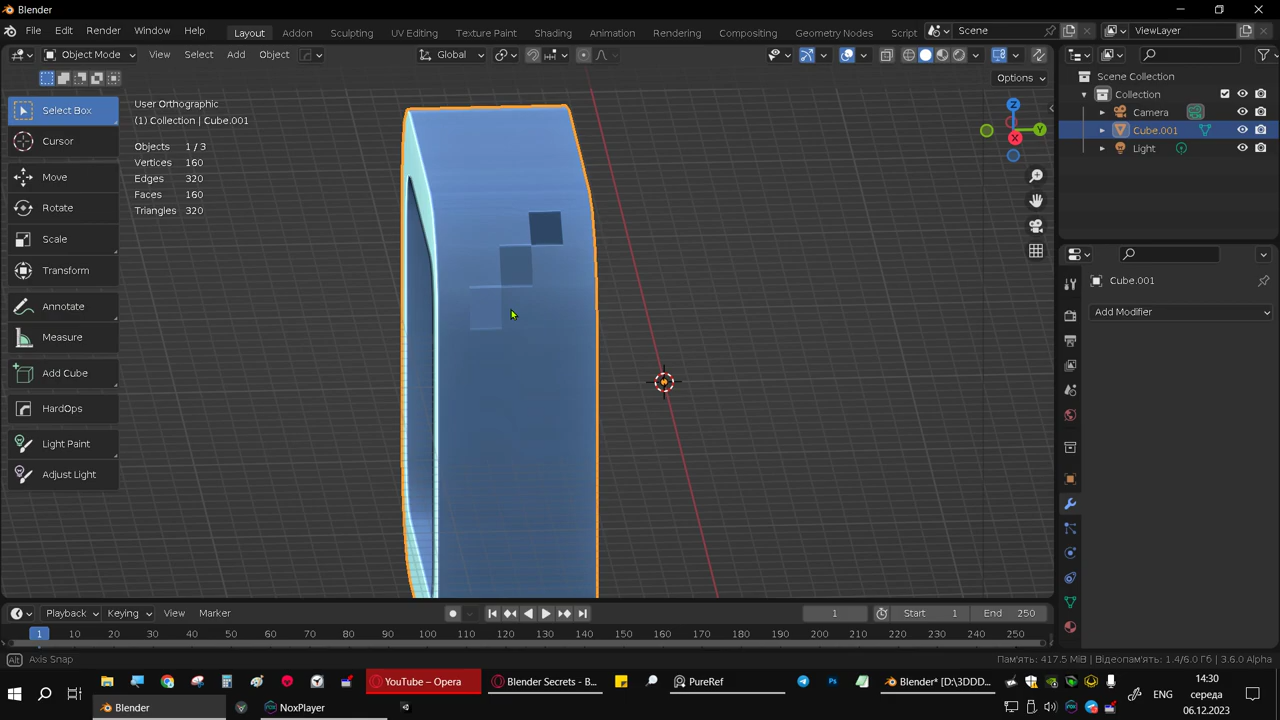 Blender
File Edit Render Window Help Layout Addon Sculpting UV Editing Texture Paint Shading Animation Rendering Compositing Geometry Nodes Script Scene ViewLayer
Object Mode View Select Add Object Global
Options
Select Box
Cursor
Move
Rotate
Scale
Transform
Annotate
Measure
Add Cube
HardOps
Light Paint
Adjust Light
User Orthographic
(1) Collection | Cube.001
Objects 1 / 3
Vertices 160
Edges 320
Faces 160
Triangles 320
Z
Y
X
Scene Collection
Collection
Camera
Cube.001
Light
Cube.001
Add Modifier
Playback Keying View Marker 1 Start 1 End 250
1 10 20 30 40 50 60 70 80 90 100 110 120 130 140 150 160 170 180 190 200 210 220 230 240 250
Alt Axis Snap
Пам'ять: 417.5 МіБ | Відеопам'ять: 1.4/6.0 Гб | 3.6.0 Alpha
YouTube – Opera Blender Secrets - B... PureRef Blender* [D:\3DDD...
Blender NoxPlayer
ENG
14:30
середа
06.12.2023